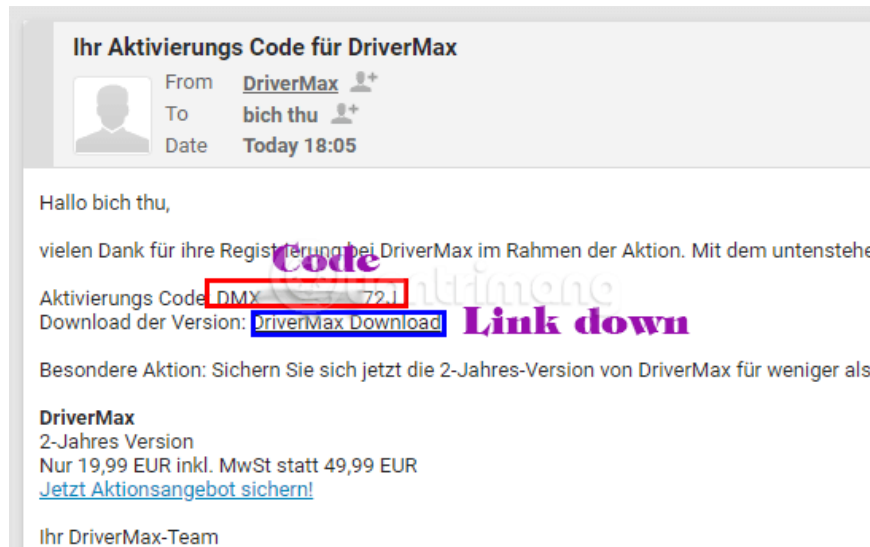 Ihr Aktivierungs Code für DriverMax
From DriverMax
To bich thu
Date Today 18:05
Hallo bich thu,
vielen Dank für ihre Registrierung bei DriverMax im Rahmen der Aktion. Mit dem untenstehe
Code
Aktivierungs Code: DMX 72J
@uantrimang
Download der Version: DriverMax Download
Link down
Besondere Aktion: Sichern Sie sich jetzt die 2-Jahres-Version von DriverMax für weniger als
DriverMax
2-Jahres Version
Nur 19,99 EUR inkl. MwSt statt 49,99 EUR
Jetzt Aktionsangebot sichern!
Ihr DriverMax-Team